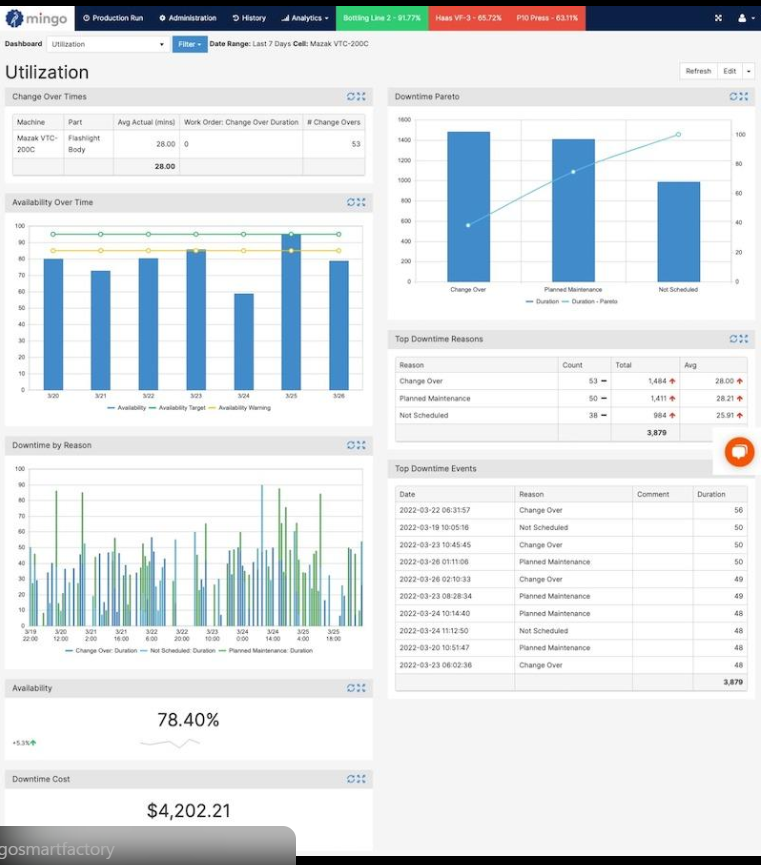 mingo
Production Run
Administration
History
Analytics
Bottling Line 2 - 91.77%
Haas VF-3 - 65.72%
P10 Press - 63.11%
Dashboard Utilization Filter Date Range: Last 7 Days Cell: Mazak VTC-200C
Utilization
Refresh Edit
Change Over Times
Machine Part Avg Actual (mins) Work Order: Change Over Duration # Change Overs
Mazak VTC-200C Flashlight Body 28.00 0 53
28.00
Availability Over Time
100
90
80
70
60
50
40
30
20
10
0
3/20 3/21 3/22 3/23 3/24 3/25 3/26
Availability Availability Target Availability Warning
Downtime by Reason
100
90
80
70
60
50
40
30
20
10
0
3/19 3/20 3/21 3/21 3/22 3/22 3/23 3/24 3/24 3/25 3/25
22:00 12:00 2:00 16:00 6:00 20:00 10:00 0:00 14:00 4:00 18:00
Change Over: Duration Not Scheduled: Duration Planned Maintenance: Duration
Availability
78.40%
+5.3%
Downtime Cost
$4,202.21
gosmartfactory
Downtime Pareto
1600
1400
1200
1000
800
600
400
200
0
100
80
60
40
20
0
Change Over Planned Maintenance Not Scheduled
Duration Duration - Pareto
Top Downtime Reasons
Reason Count Total Avg
Change Over 53 1,484 28.00
Planned Maintenance 50 1,411 28.21
Not Scheduled 38 984 25.91
3,879
Top Downtime Events
Date Reason Comment Duration
2022-03-22 06:31:57 Change Over 56
2022-03-19 10:05:16 Not Scheduled 50
2022-03-23 10:45:45 Change Over 50
2022-03-26 01:11:06 Planned Maintenance 50
2022-03-26 02:10:33 Change Over 49
2022-03-23 08:28:34 Planned Maintenance 49
2022-03-24 10:14:40 Planned Maintenance 48
2022-03-24 11:12:50 Not Scheduled 48
2022-03-20 10:51:47 Planned Maintenance 48
2022-03-23 06:02:36 Change Over 48
3,879